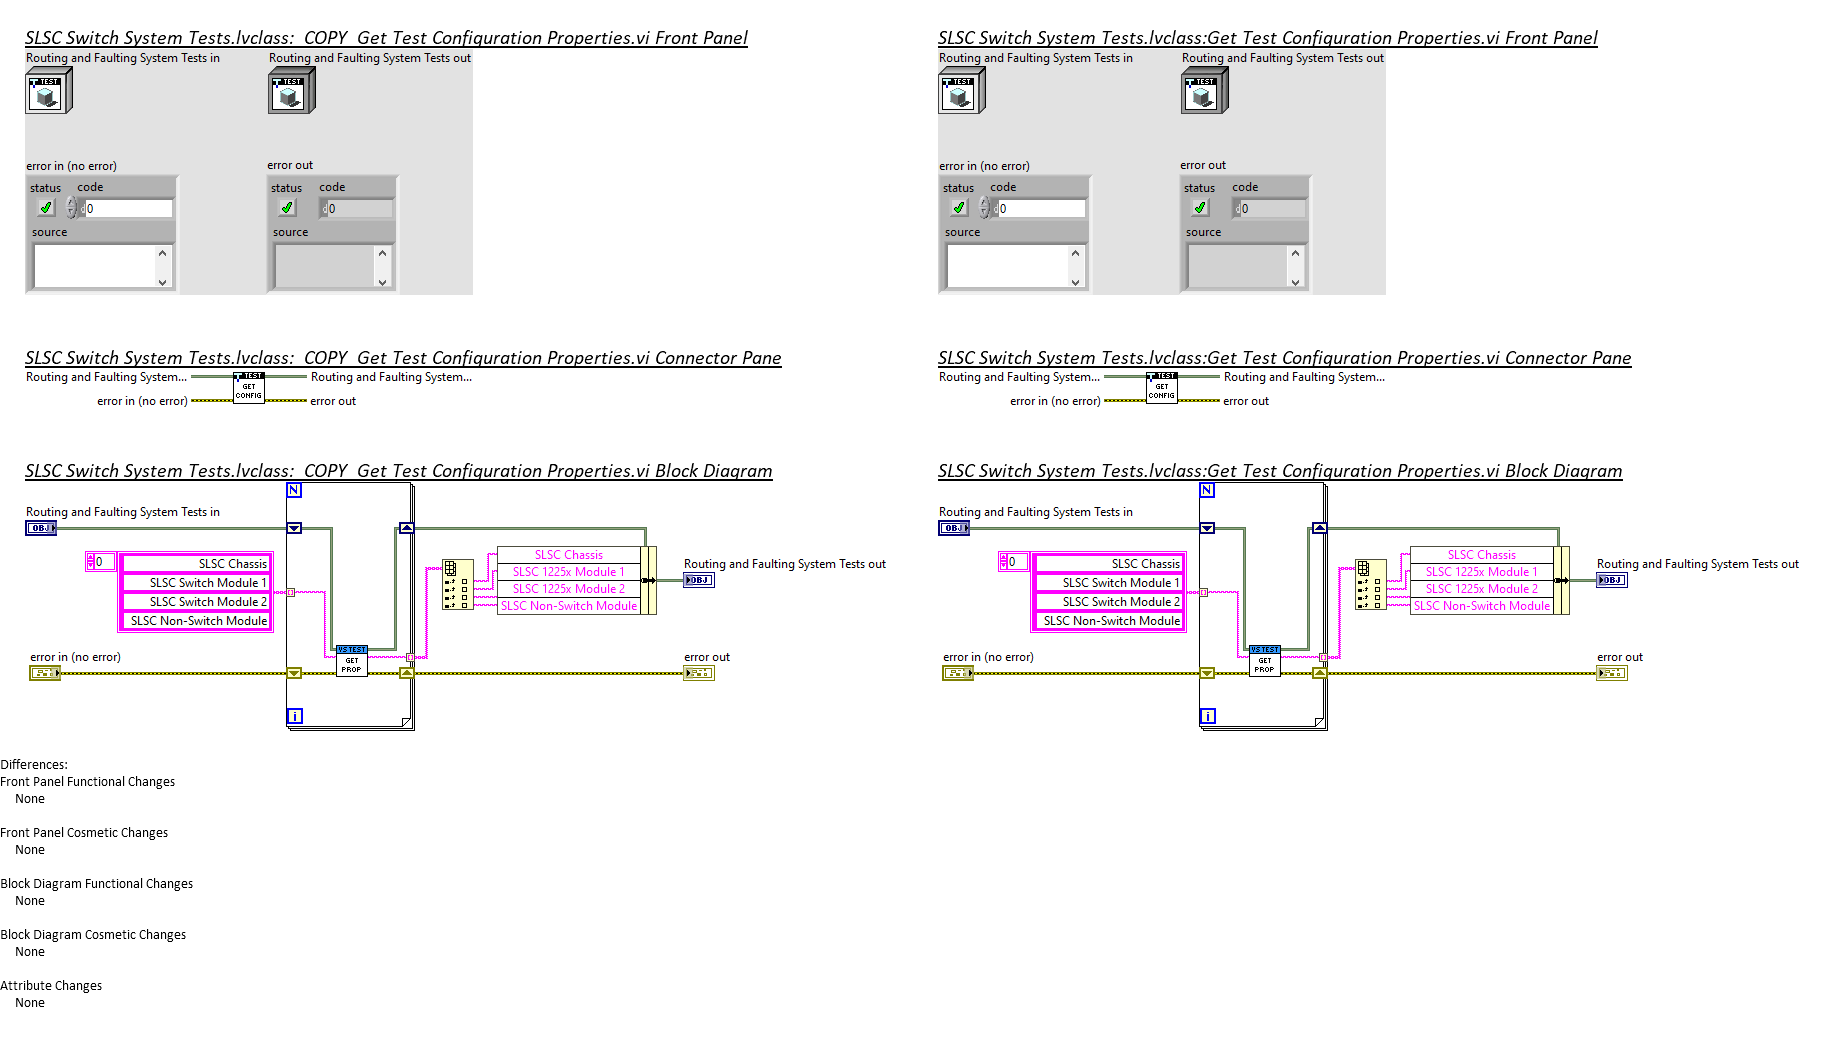 SLSC Switch System Tests.lvclass:  COPY  Get Test Configuration Properties.vi Front Panel
Routing and Faulting System Tests in
Routing and Faulting System Tests out
TEST
TEST
error in (no error)
error out
status
code
status
code
d0
d0
source
source
SLSC Switch System Tests.lvclass:  COPY  Get Test Configuration Properties.vi Connector Pane
Routing and Faulting System...
TEST
GET
CONFIG
Routing and Faulting System...
error in (no error)
error out
SLSC Switch System Tests.lvclass:  COPY  Get Test Configuration Properties.vi Block Diagram
N
Routing and Faulting System Tests in
OBJ
0
SLSC Chassis
SLSC Switch Module 1
SLSC Switch Module 2
SLSC Non-Switch Module
SLSC Chassis
SLSC 1225x Module 1
SLSC 1225x Module 2
SLSC Non-Switch Module
Routing and Faulting System Tests out
OBJ
VS TEST
GET
PROP
error in (no error)
error out
i
SLSC Switch System Tests.lvclass:Get Test Configuration Properties.vi Front Panel
Routing and Faulting System Tests in
Routing and Faulting System Tests out
TEST
TEST
error in (no error)
error out
status
code
status
code
d0
d0
source
source
SLSC Switch System Tests.lvclass:Get Test Configuration Properties.vi Connector Pane
Routing and Faulting System...
TEST
GET
CONFIG
Routing and Faulting System...
error in (no error)
error out
SLSC Switch System Tests.lvclass:Get Test Configuration Properties.vi Block Diagram
N
Routing and Faulting System Tests in
OBJ
0
SLSC Chassis
SLSC Switch Module 1
SLSC Switch Module 2
SLSC Non-Switch Module
SLSC Chassis
SLSC 1225x Module 1
SLSC 1225x Module 2
SLSC Non-Switch Module
Routing and Faulting System Tests out
OBJ
VS TEST
GET
PROP
error in (no error)
error out
i
Differences:
Front Panel Functional Changes
None
Front Panel Cosmetic Changes
None
Block Diagram Functional Changes
None
Block Diagram Cosmetic Changes
None
Attribute Changes
None